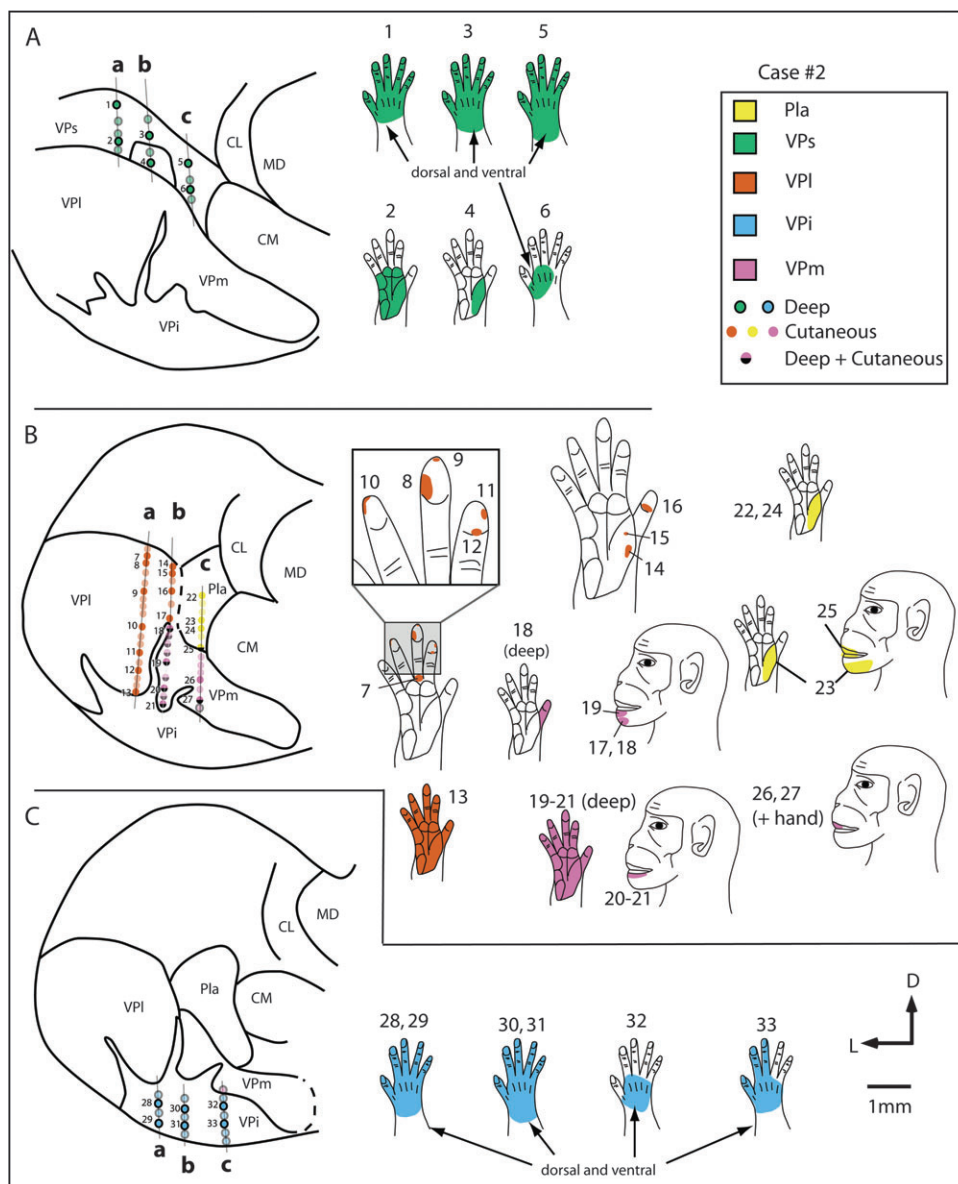 A
a
b
c
1
2
3
4
5
6
VPs
VPl
VPm
VPi
CL
MD
CM
1
3
5
dorsal and ventral
2
4
6
Case #2
Pla
VPs
VPl
VPi
VPm
Deep
Cutaneous
Deep + Cutaneous
B
a
b
c
7
8
9
10
11
12
13
14
15
16
17
18
19
20
21
22
23
24
25
26
27
VPl
Pla
CL
MD
CM
VPm
VPi
10
9
8
11
12
7
16
15
14
22, 24
18
(deep)
19
17, 18
25
23
13
19-21 (deep)
20-21
26, 27
(+ hand)
C
VPl
Pla
CL
MD
CM
VPm
VPi
28
29
30
31
32
33
a
b
c
28, 29
30, 31
32
33
dorsal and ventral
D
L
1mm